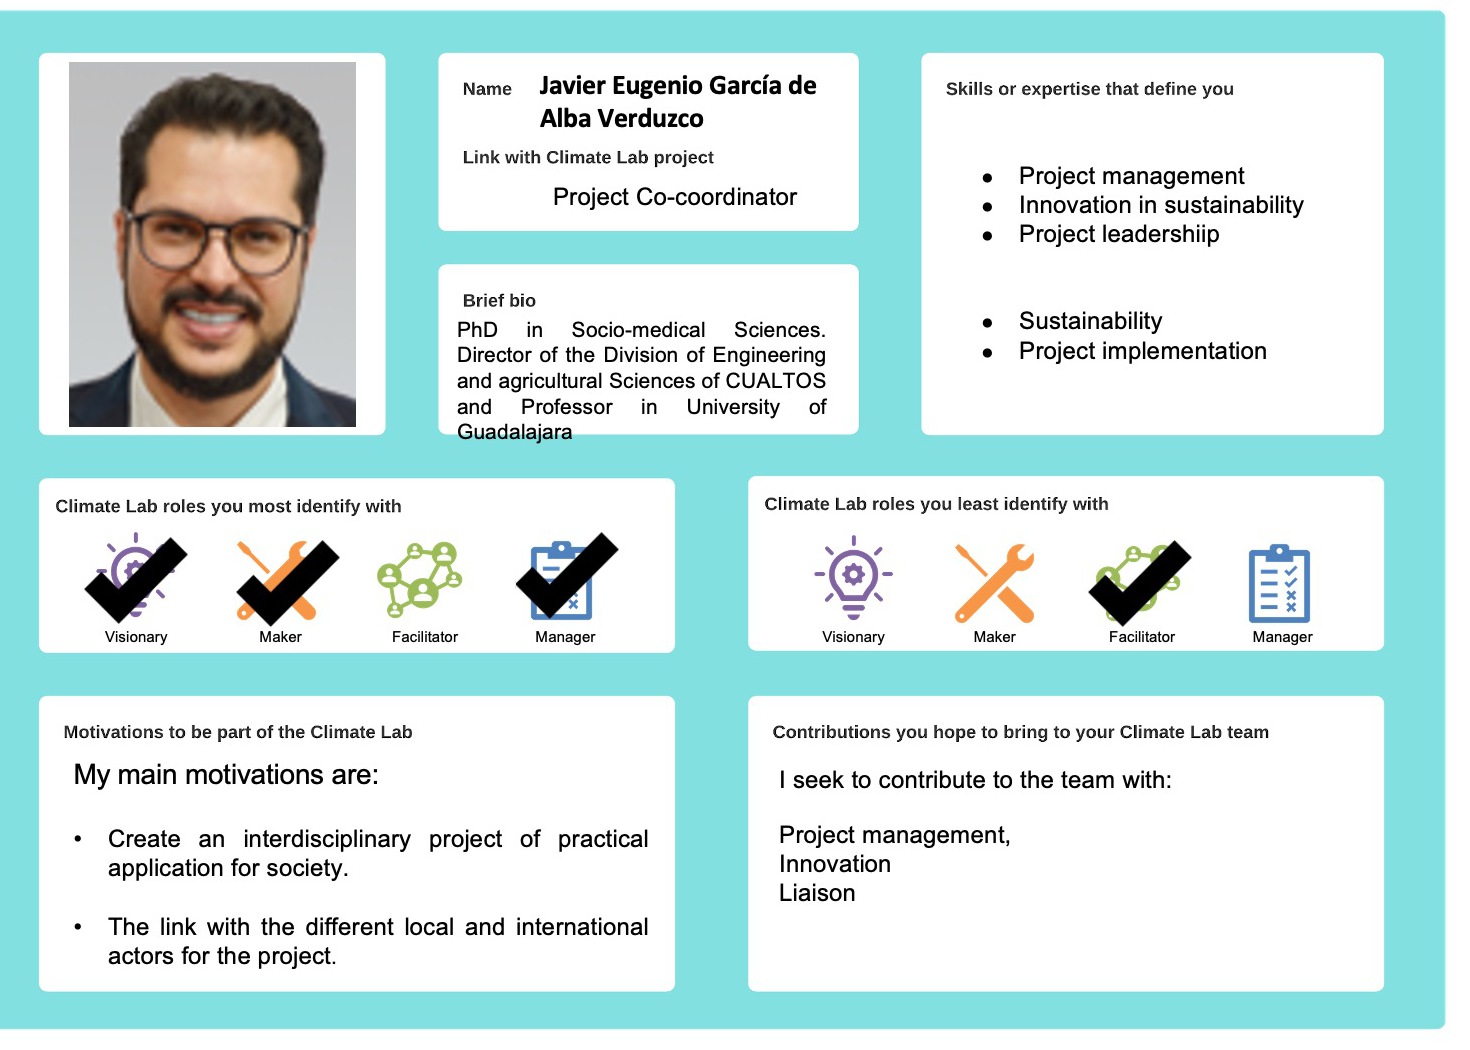 Name
Javier Eugenio García de
Alba Verduzco
Link with Climate Lab project
Project Co-coordinator
Brief bio
PhD in Socio-medical Sciences.
Director of the Division of Engineering
and agricultural Sciences of CUALTOS
and Professor in University of
Guadalajara
Skills or expertise that define you
● Project management
● Innovation in sustainability
● Project leadershiip
● Sustainability
● Project implementation
Climate Lab roles you most identify with
Visionary
Maker
Facilitator
Manager
Climate Lab roles you least identify with
Visionary
Maker
Facilitator
Manager
Motivations to be part of the Climate Lab
My main motivations are:
• Create an interdisciplinary project of practical
application for society.
• The link with the different local and international
actors for the project.
Contributions you hope to bring to your Climate Lab team
I seek to contribute to the team with:
Project management,
Innovation
Liaison